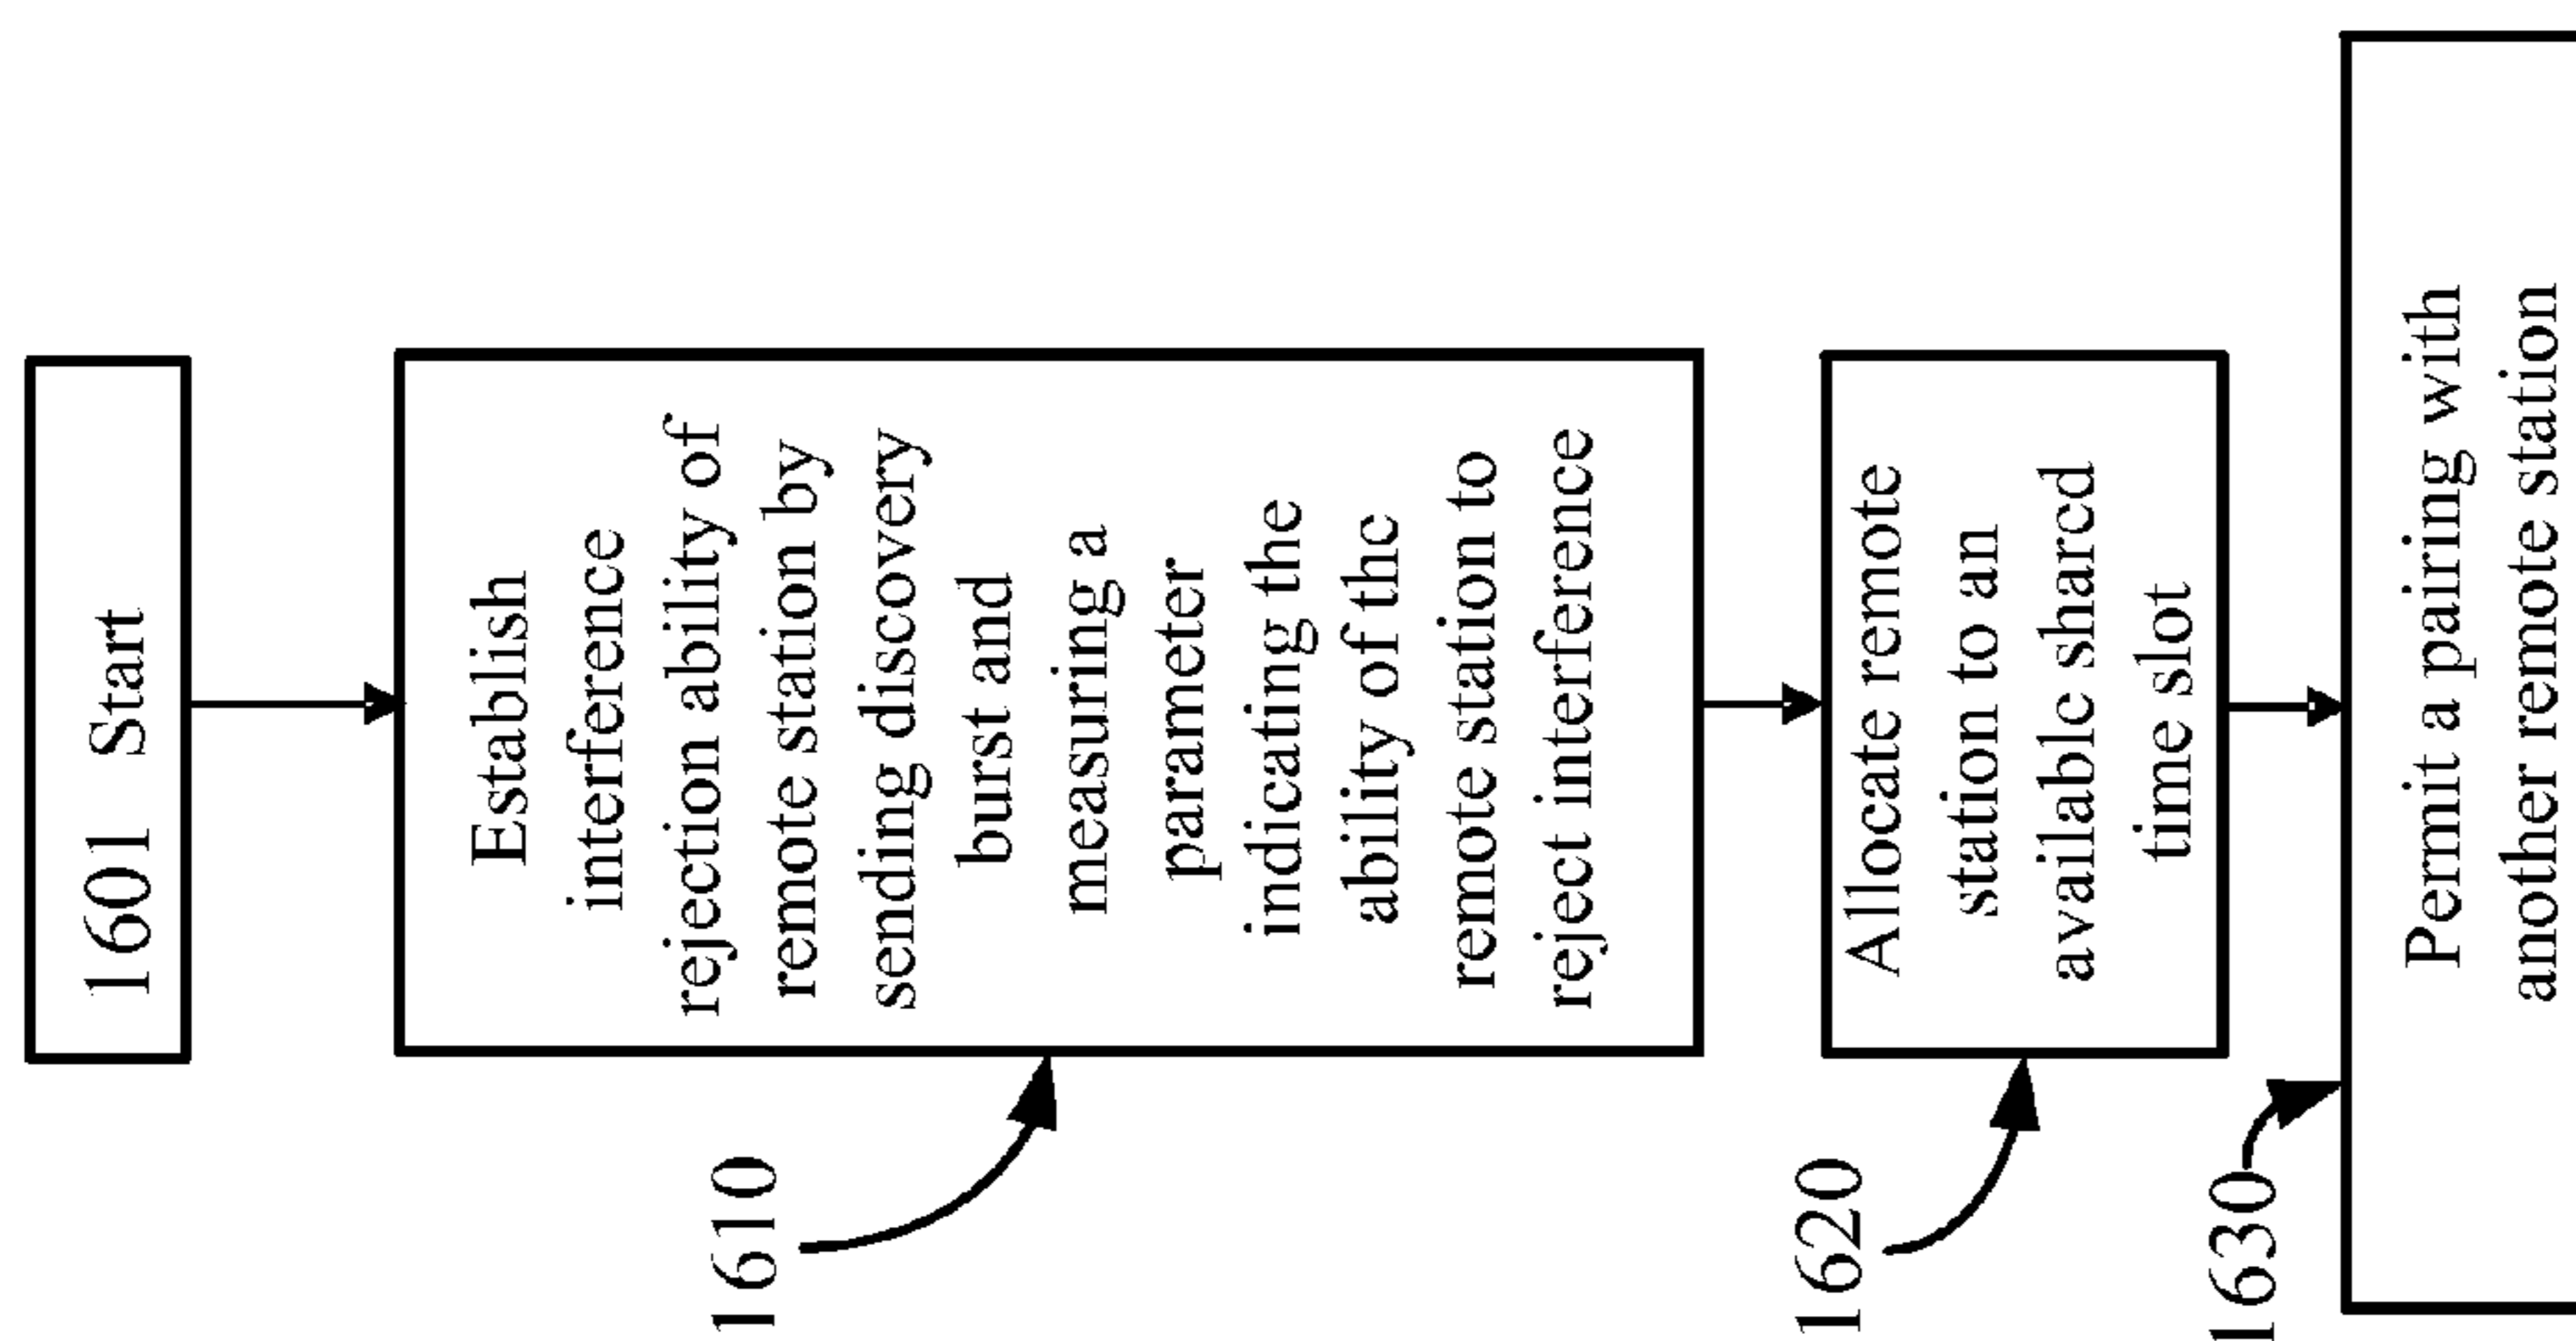 1601 Start
1610
Establish
interference
rejection ability of
remote station by
sending discovery
burst and
measuring a
parameter
indicating the
ability of the
remote station to
reject interference
1620
Allocate remote
station to an
available shared
time slot
1630
Permit a pairing with
another remote station